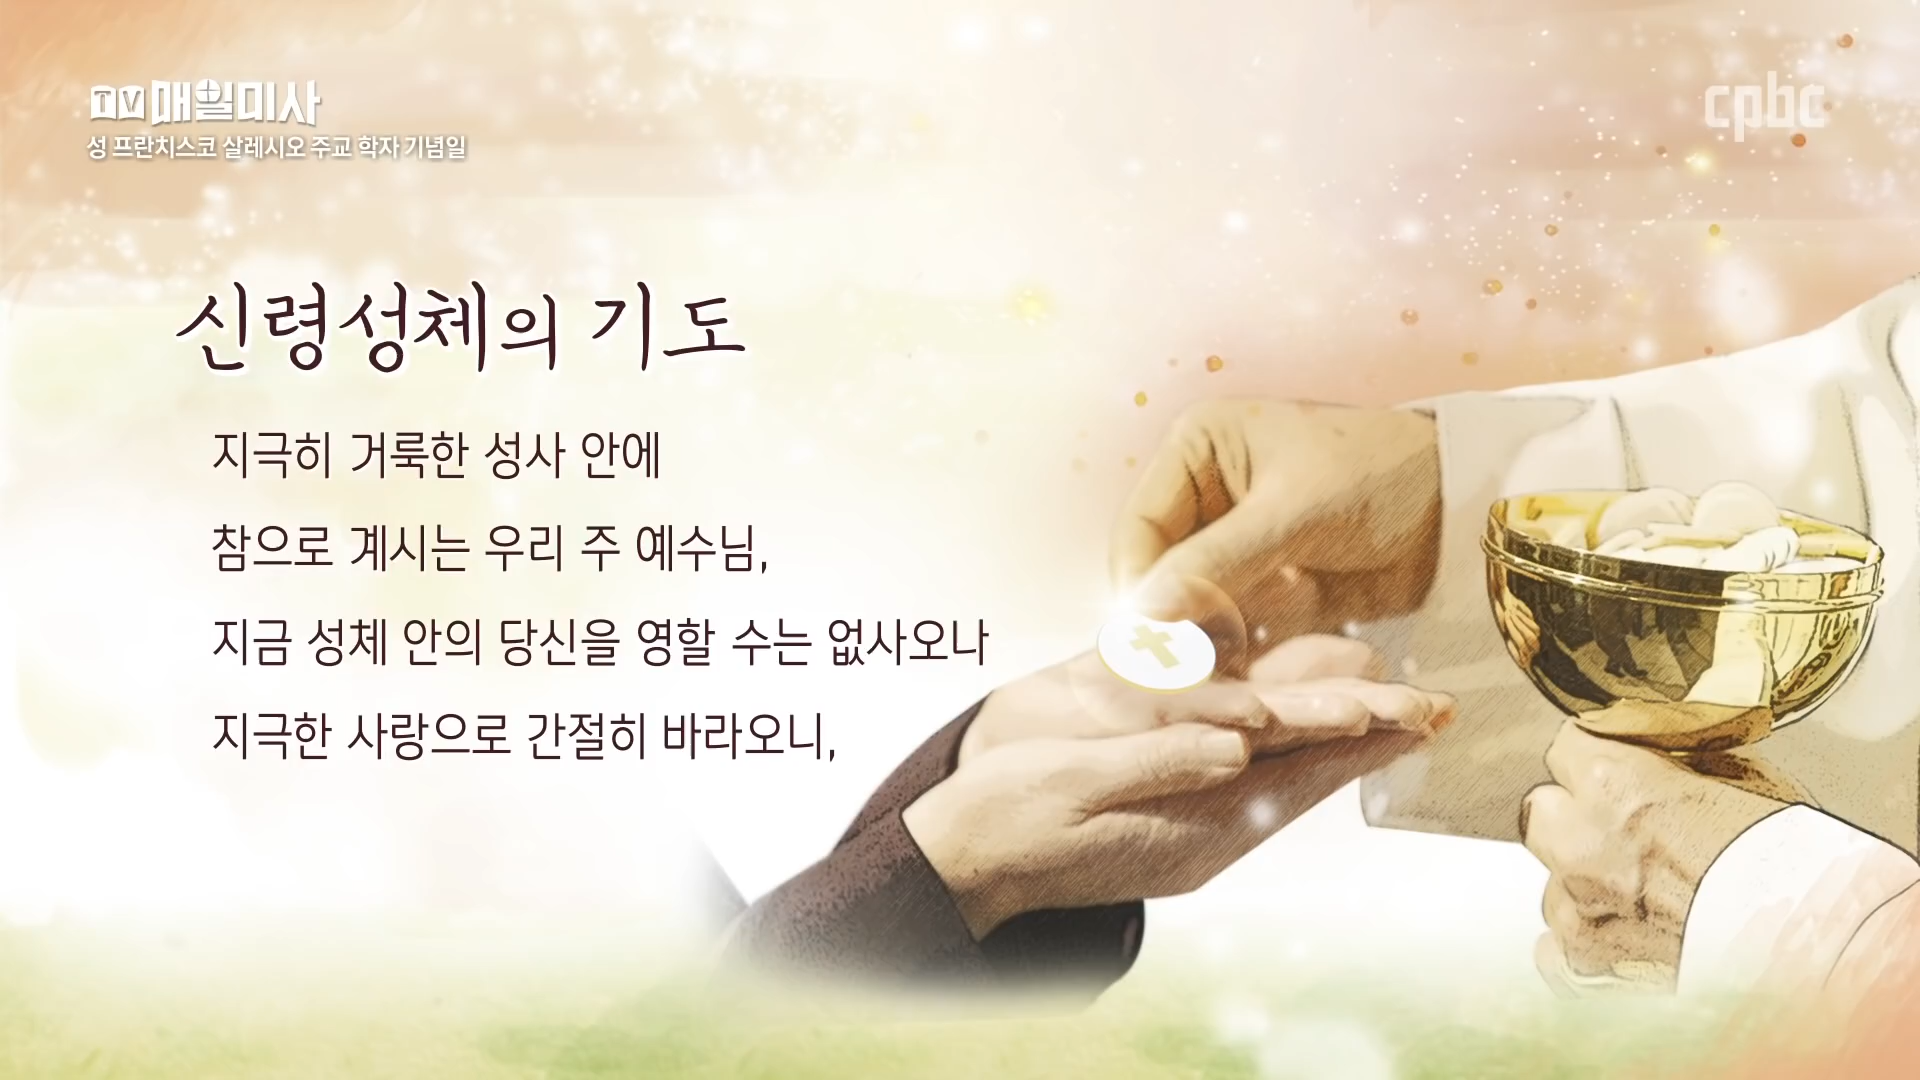 TV매일미사
성 프란치스코 살레시오 주교 학자 기념일
cpbc
신령성체의 기도
지극히 거룩한 성사 안에
참으로 계시는 우리 주 예수님,
지금 성체 안의 당신을 영할 수는 없사오나
지극한 사랑으로 간절히 바라오니,